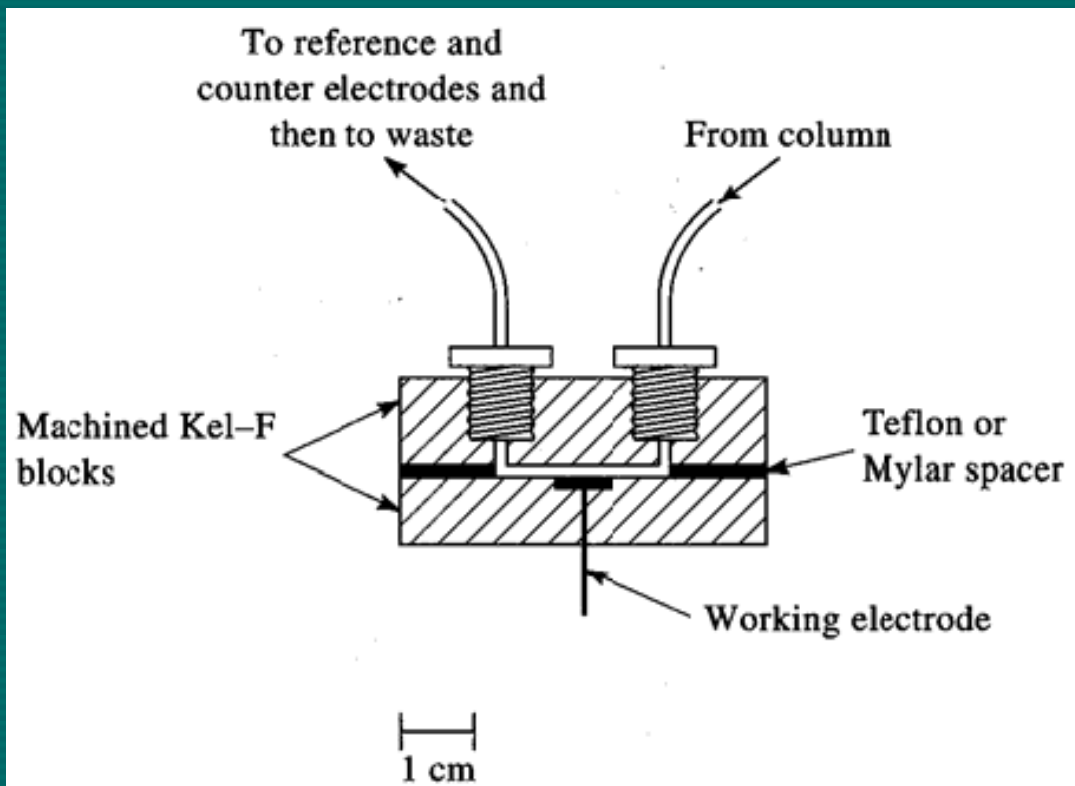 To reference and
counter electrodes and
then to waste
From column
Machined Kel–F
blocks
Teflon or
Mylar spacer
Working electrode
1 cm